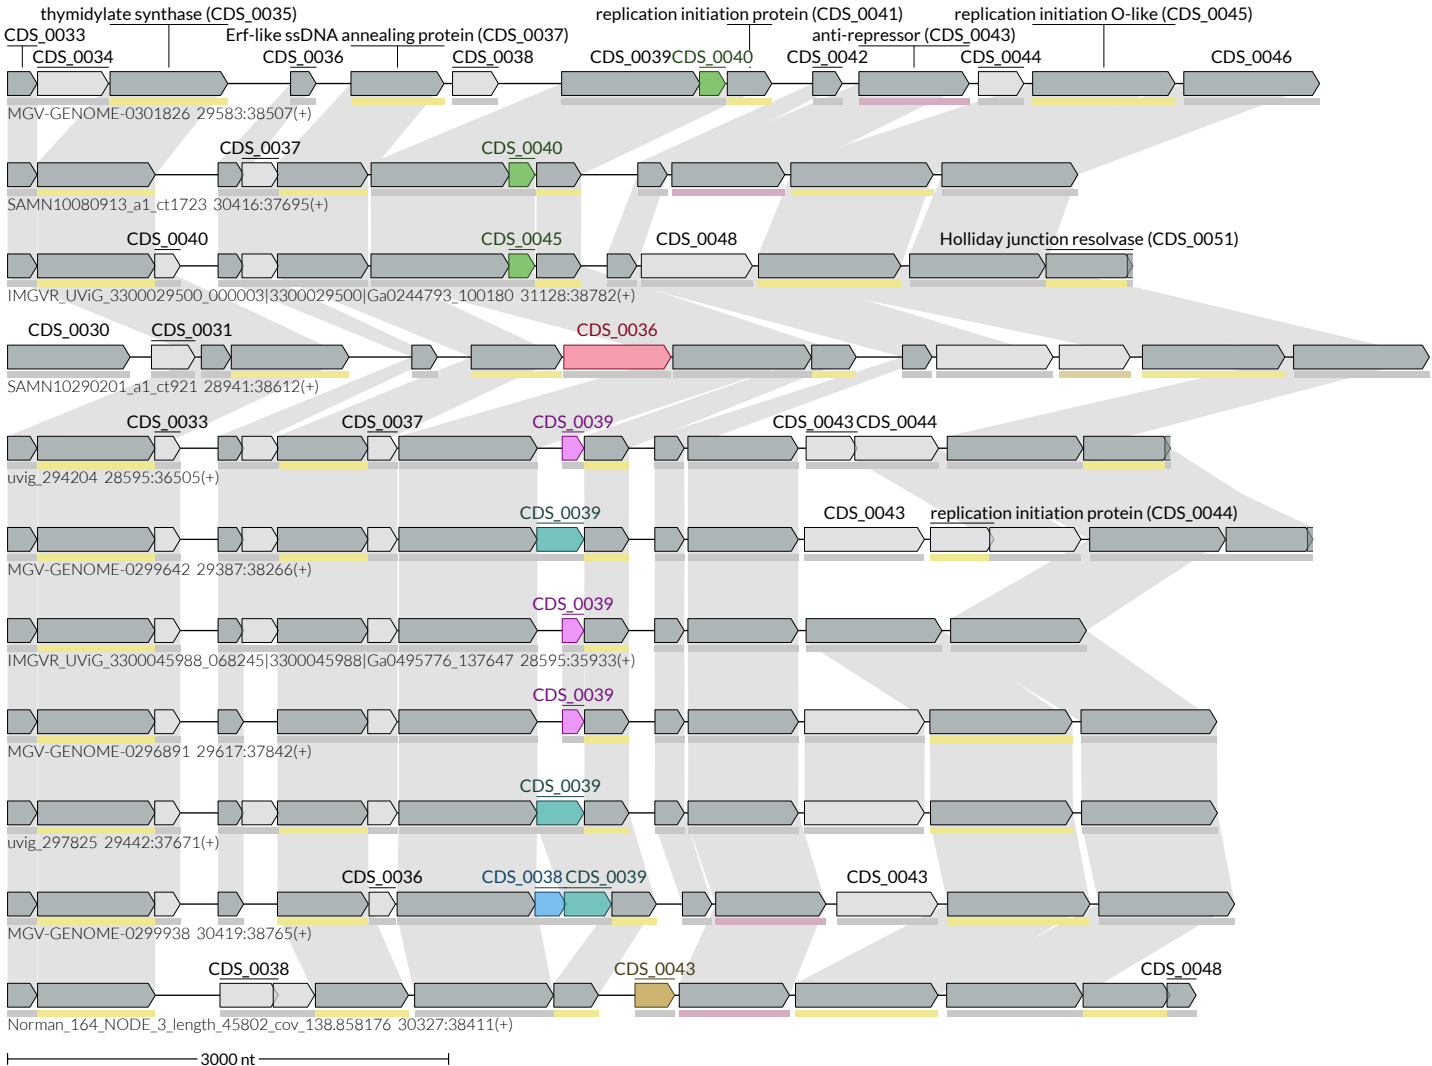 thymidylate synthase (CDS_0035) replication initiation protein (CDS_0041) replication initiation O-like (CDS_0045)
CDS_0033 Erf-like ssDNA annealing protein (CDS_0037) anti-repressor (CDS_0043)
CDS_0034 CDS_0036 CDS_0038 CDS_0039 CDS_0040 CDS_0042 CDS_0044 CDS_0046
MGV-GENOME-0301826 29583:38507(+)
CDS_0037 CDS_0040
SAMN10080913_a1_ct1723 30416:37695(+)
CDS_0040 CDS_0045 CDS_0048 Holliday junction resolvase (CDS_0051)
IMGVR_UViG_3300029500_000003|3300029500|Ga0244793_100180 31128:38782(+)
CDS_0030 CDS_0031 CDS_0036
SAMN10290201_a1_ct921 28941:38612(+)
CDS_0033 CDS_0037 CDS_0039 CDS_0043 CDS_0044
uvig_294204 28595:36505(+)
CDS_0039 CDS_0043 replication initiation protein (CDS_0044)
MGV-GENOME-0299642 29387:38266(+)
CDS_0039
IMGVR_UViG_3300045988_068245|3300045988|Ga0495776_137647 28595:35933(+)
CDS_0039
MGV-GENOME-0296891 29617:37842(+)
CDS_0039
uvig_297825 29442:37671(+)
CDS_0036 CDS_0038 CDS_0039 CDS_0043
MGV-GENOME-0299938 30419:38765(+)
CDS_0038 CDS_0043 CDS_0048
Norman_164_NODE_3_length_45802_cov_138.858176 30327:38411(+)
3000 nt